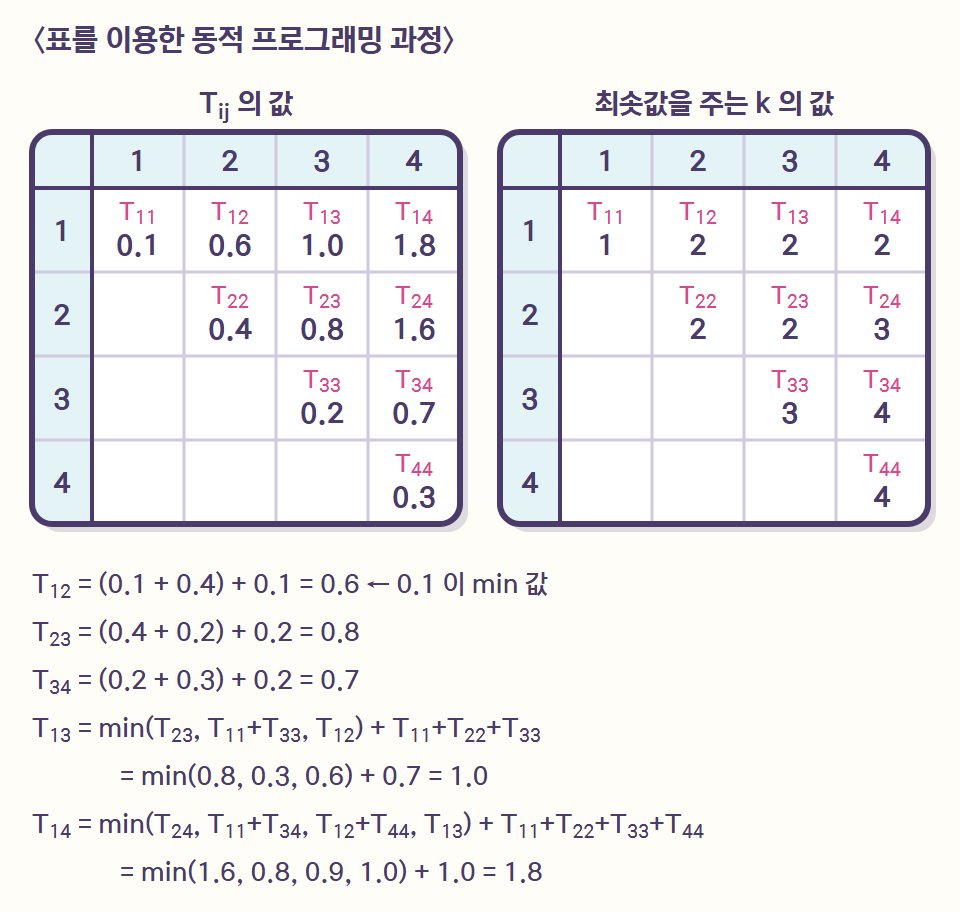 〈표를 이용한 동적 프로그래밍 과정〉
Tij 의 값
1 2 3 4
1 T11 T12 T13 T14
0.1 0.6 1.0 1.8
2 T22 T23 T24
0.4 0.8 1.6
3 T33 T34
0.2 0.7
4 T44
0.3
최솟값을 주는 k 의 값
1 2 3 4
1 T11 T12 T13 T14
1 2 2 2
2 T22 T23 T24
2 2 3
3 T33 T34
3 4
4 T44
4
T12 = (0.1 + 0.4) + 0.1 = 0.6 ← 0.1 이 min 값
T23 = (0.4 + 0.2) + 0.2 = 0.8
T34 = (0.2 + 0.3) + 0.2 = 0.7
T13 = min(T23, T11+T33, T12) + T11+T22+T33
= min(0.8, 0.3, 0.6) + 0.7 = 1.0
T14 = min(T24, T11+T34, T12+T44, T13) + T11+T22+T33+T44
= min(1.6, 0.8, 0.9, 1.0) + 1.0 = 1.8